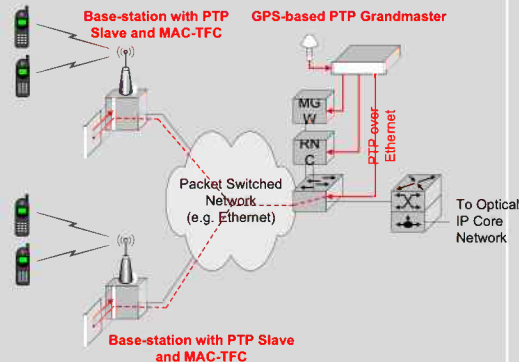 Base-station with PTP
Slave and MAC-TFC
GPS-based PTP Grandmaster
MG
W
RN
C
PTP over
Ethernet
Packet Switched
Network
(e.g. Ethernet)
To Optical
IP Core
Network
Base-station with PTP Slave
and MAC-TFC